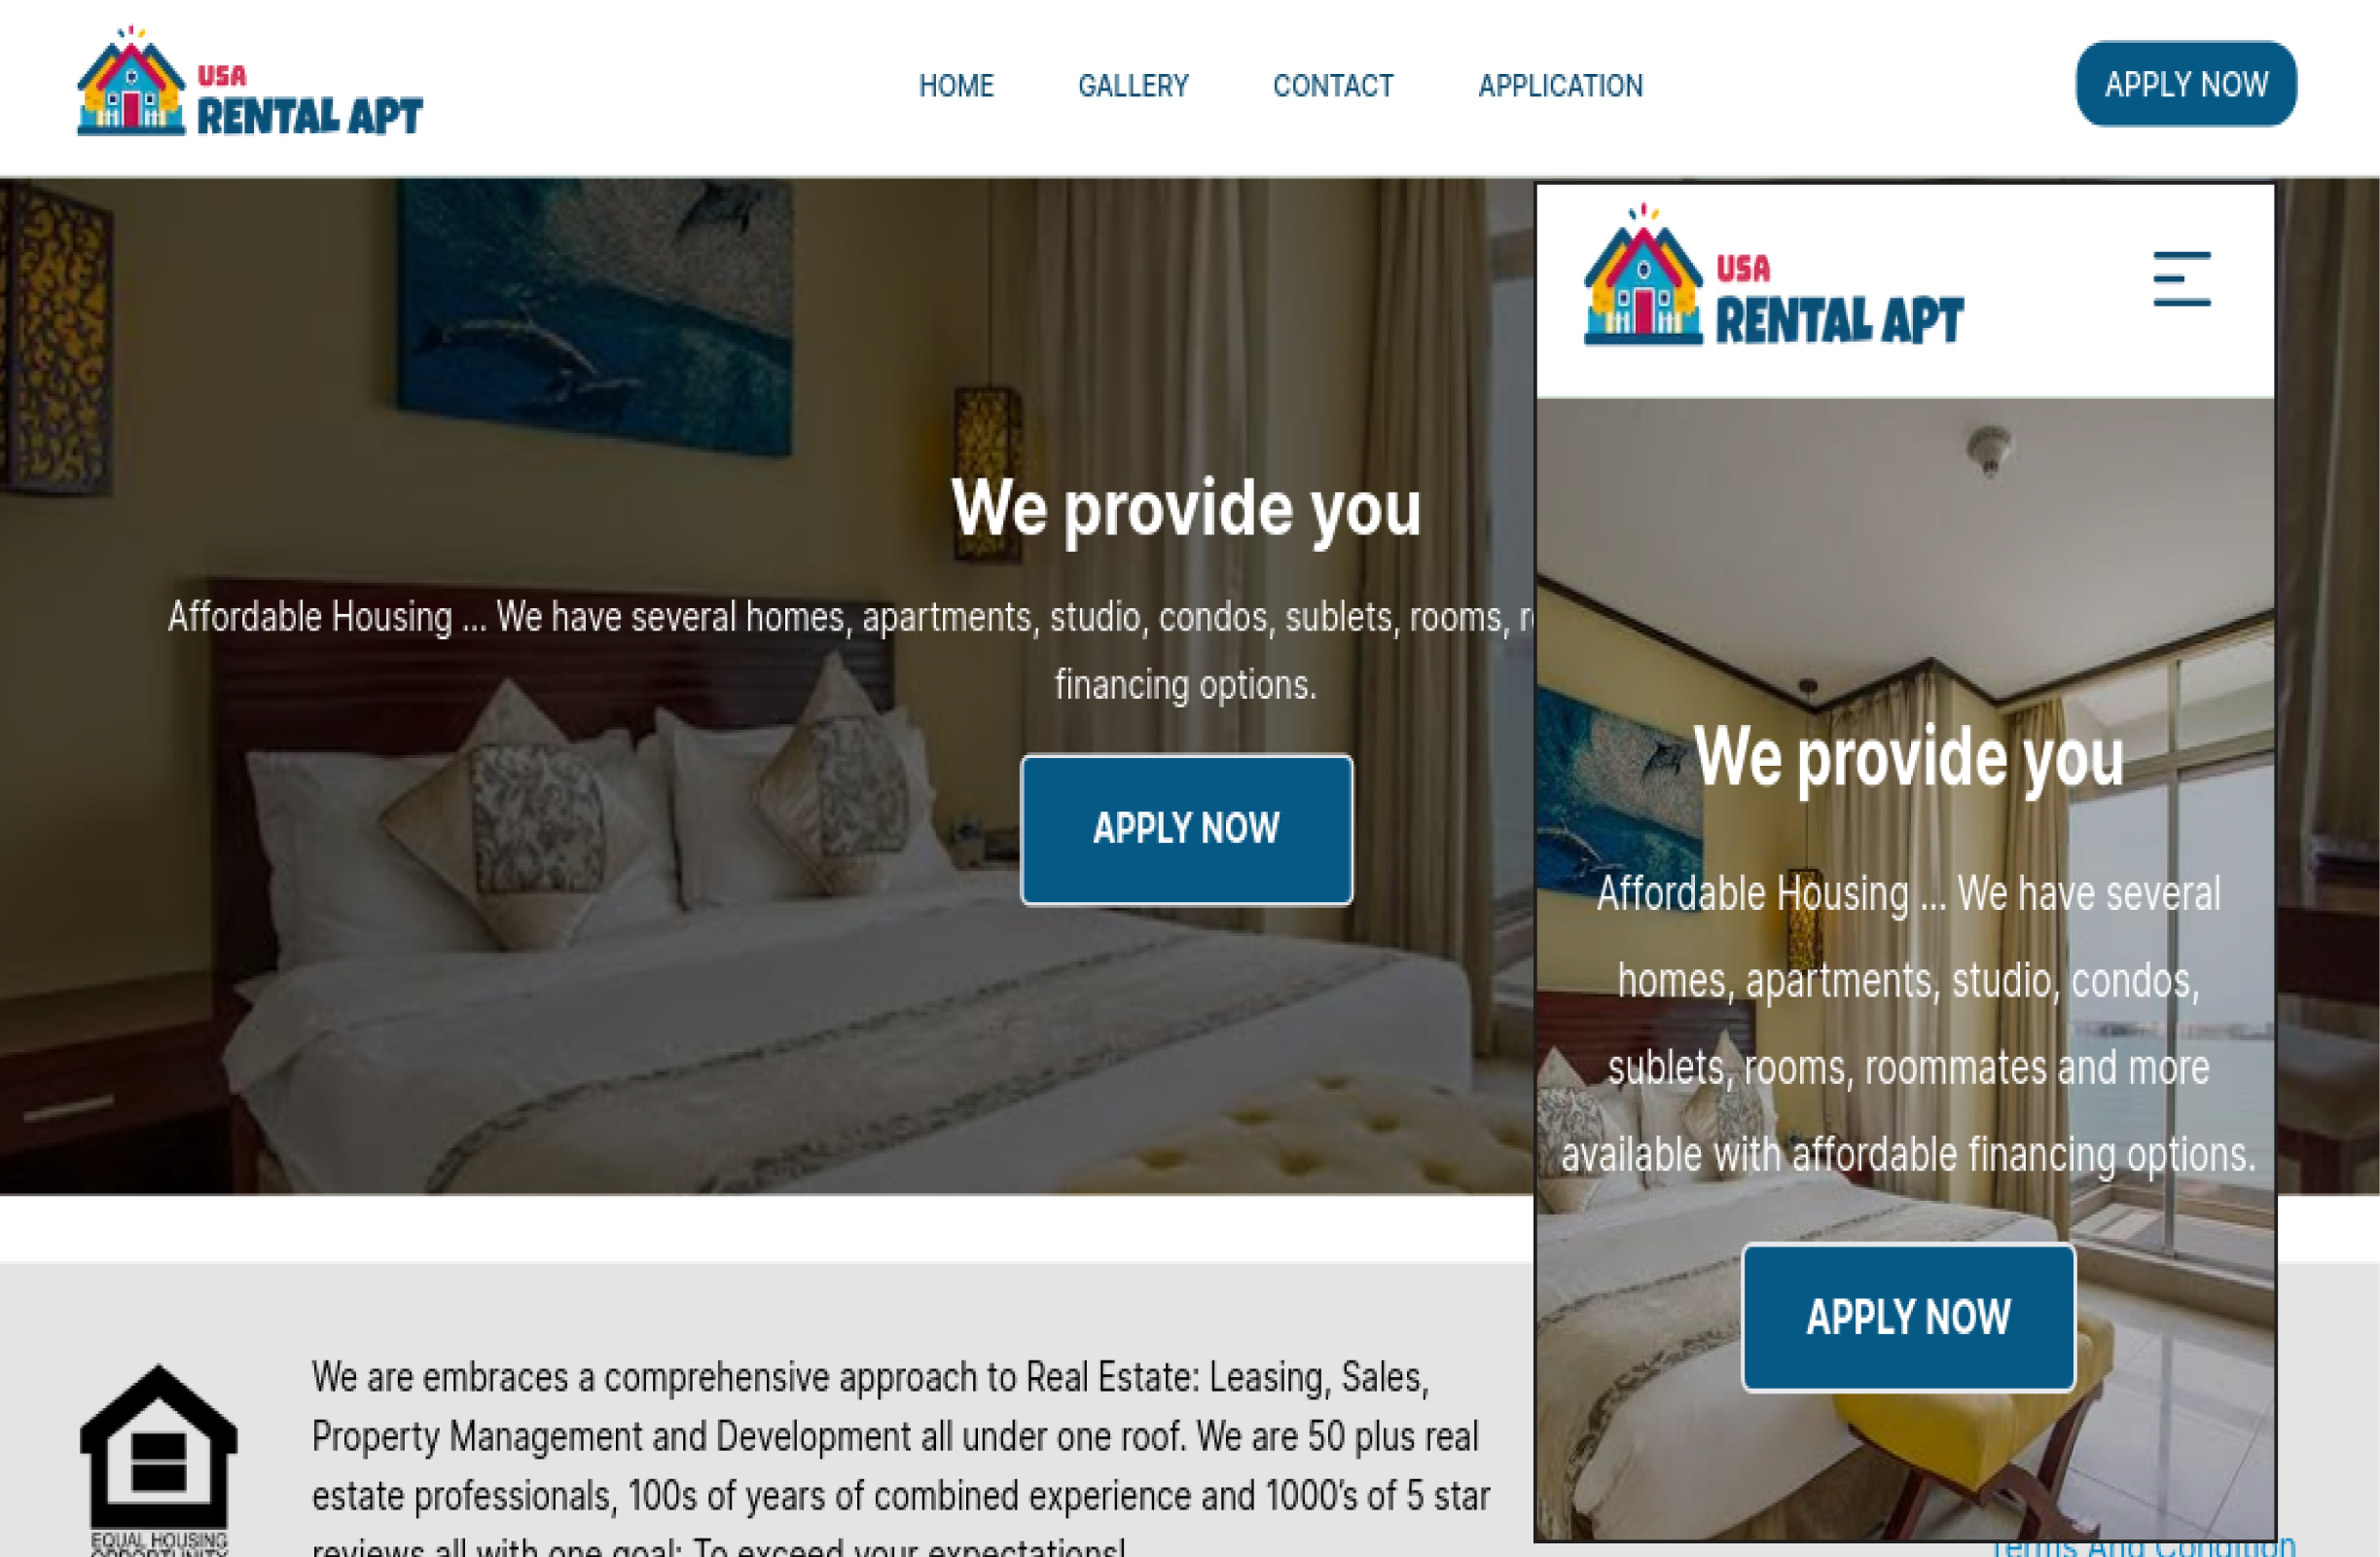 USA
RENTAL APT
HOME
GALLERY
CONTACT
APPLICATION
APPLY NOW
We provide you
Affordable Housing ... We have several homes, apartments, studio, condos, sublets, rooms,
financing options.
APPLY NOW
USA
RENTAL APT
We provide you
Affordable Housing ... We have several
homes, apartments, studio, condos,
sublets, rooms, roommates and more
available with affordable financing options.
APPLY NOW
We are embraces a comprehensive approach to Real Estate: Leasing, Sales,
Property Management and Development all under one roof. We are 50 plus real
estate professionals, 100s of years of combined experience and 1000's of 5 star
reviews all with one goal: To exceed your expectations!
EQUAL HOUSING
OPPORTUNITY
Terms And Condition